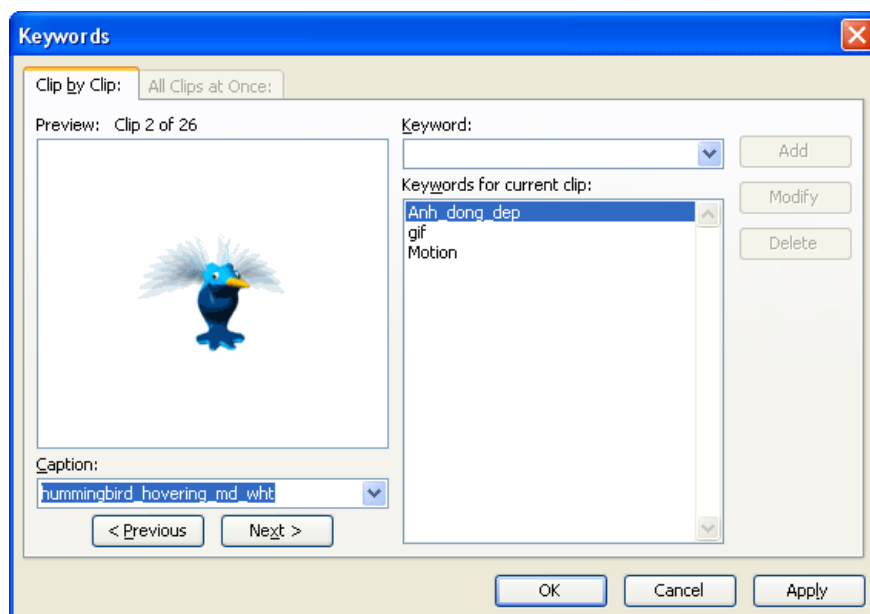 Keywords
Clip by Clip:
All Clips at Once:
Preview: Clip 2 of 26
Keyword:
Add
Keywords for current clip:
Modify
Anh_dong_dep
gif
Delete
Motion
Caption:
hummingbird_hovering_md_wht
< Previous
Next >
OK
Cancel
Apply